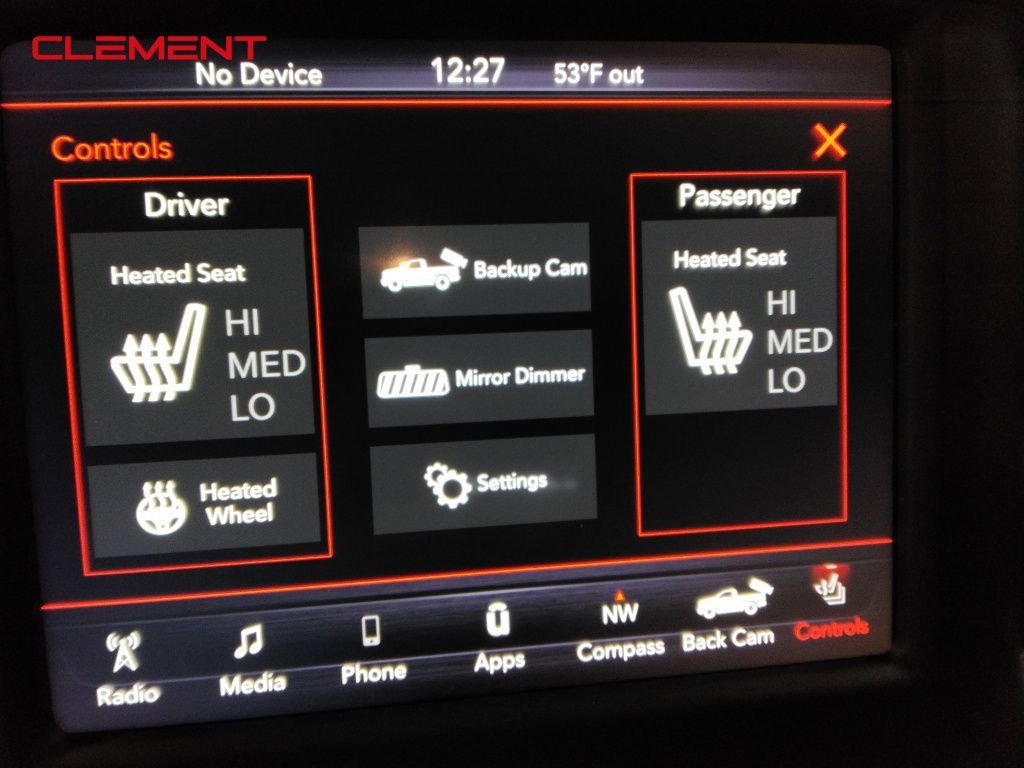 CLEMENT
No Device 12:27 53°F out
Controls
Driver
Heated Seat
HI
MED
LO
Heated
Wheel
Backup Cam
Mirror Dimmer
Settings
Passenger
Heated Seat
HI
MED
LO
Radio
Media
Phone
Apps
NW
Compass
Back Cam
Controls